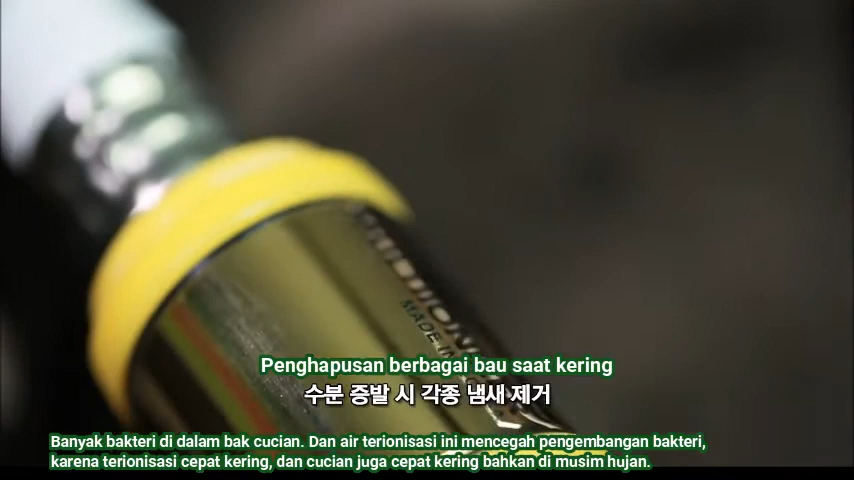 MADE IN
Penghapusan berbagai bau saat kering
수분 증발 시 각종 냄새 제거
Banyak bakteri di dalam bak cucian. Dan air terionisasi ini mencegah pengembangan bakteri,
karena terionisasi cepat kering, dan cucian juga cepat kering bahkan di musim hujan.